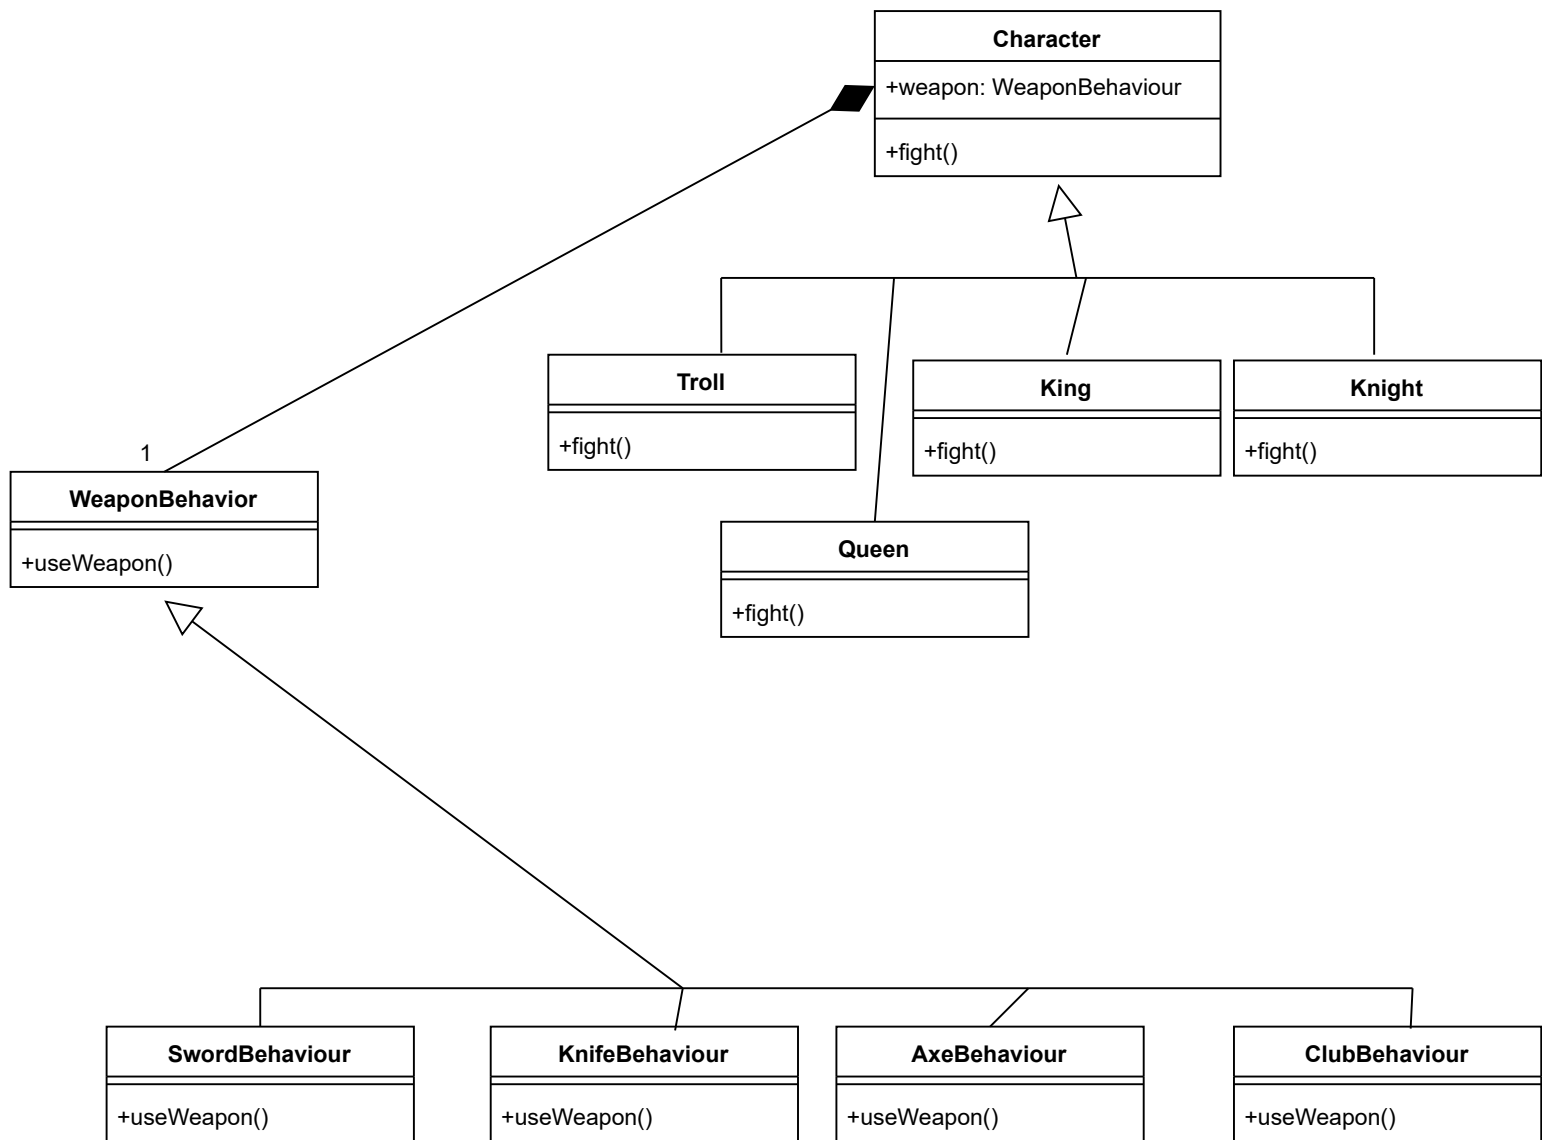 Character
+weapon: WeaponBehaviour
+fight()
Troll
+fight()
King
+fight()
Knight
+fight()
1
WeaponBehavior
+useWeapon()
Queen
+fight()
SwordBehaviour
+useWeapon()
KnifeBehaviour
+useWeapon()
AxeBehaviour
+useWeapon()
ClubBehaviour
+useWeapon()